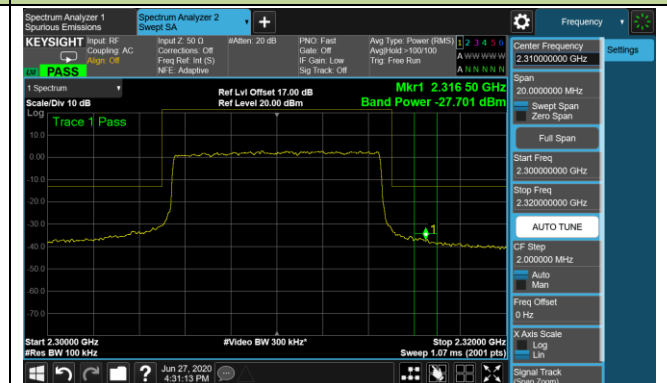 Spectrum Analyzer 1
Spurious Emissions
Spectrum Analyzer 2
Swept SA
Frequency
KEYSIGHT
Input: RF
Coupling: AC
Align: Off
Input Z: 50 Ω
Corrections: Off
Freq Ref: Int (S)
NFE: Adaptive
#Atten: 20 dB
PNO: Fast
Gate: Off
IF Gain: Low
Sig Track: Off
Avg Type: Power (RMS)
Avg|Hold:>100/100
Trig: Free Run
1 2 3 4 5 6
A W W W W W
A N N N N N
PASS
1 Spectrum
Scale/Div 10 dB
Ref Lvl Offset 17.00 dB
Ref Level 20.00 dBm
Mkr1 2.316 50 GHz
Band Power -27.701 dBm
Log
Trace 1 Pass
10.0
0.00
-10.0
-20.0
-30.0
-40.0
-50.0
-60.0
-70.0
1
Start 2.30000 GHz
#Res BW 100 kHz
#Video BW 300 kHz*
Stop 2.32000 GHz
Sweep 1.07 ms (2001 pts)
Jun 27, 2020
4:31:13 PM
Center Frequency
2.310000000 GHz
Settings
Span
20.0000000 MHz
Swept Span
Zero Span
Full Span
Start Freq
2.300000000 GHz
Stop Freq
2.320000000 GHz
AUTO TUNE
CF Step
2.000000 MHz
Auto
Man
Freq Offset
0 Hz
X Axis Scale
Log
Lin
Signal Track
(Span Zoom)